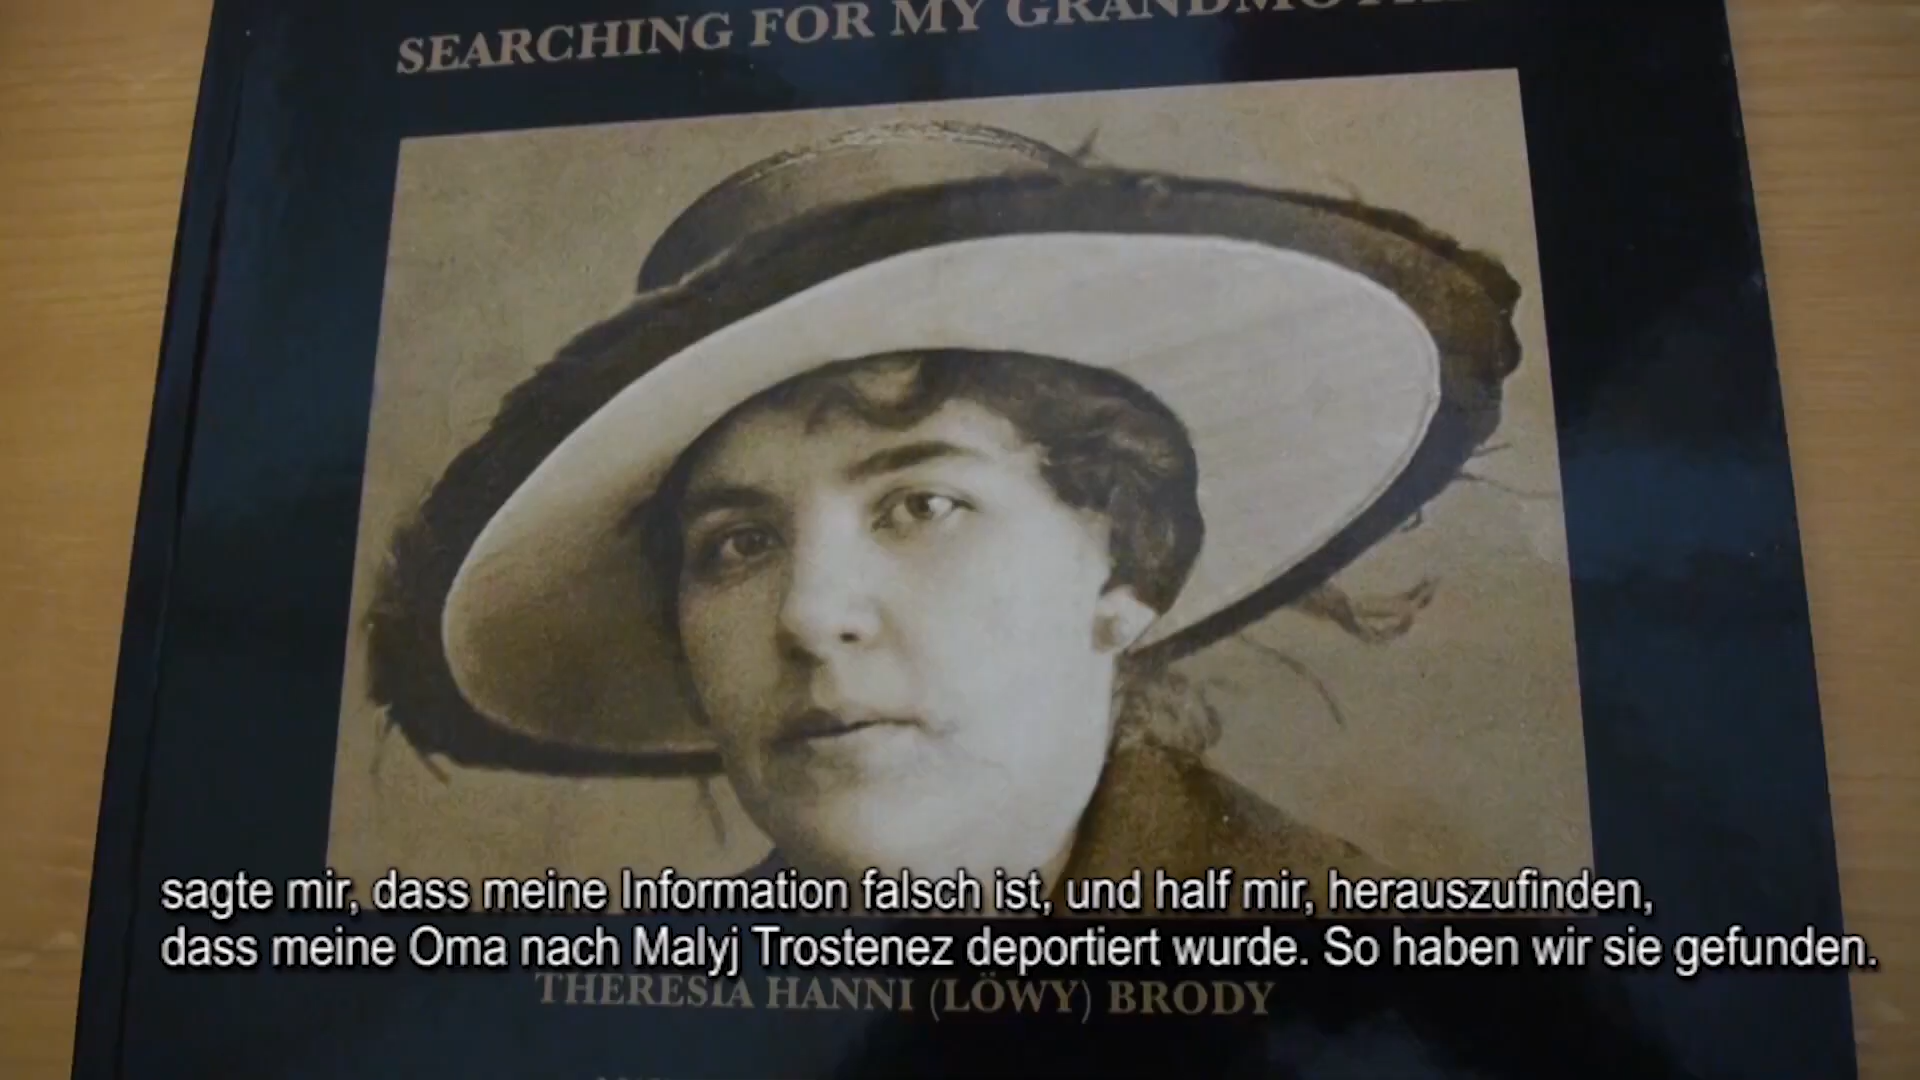 SEARCHING FOR MY
sagte mir, dass meine Information falsch ist, und half mir, herauszufinden,
dass meine Oma nach Malyj Trostenez deportiert wurde. So haben wir sie gefunden.
THERESIA HANNI (LÖWY) BRODY